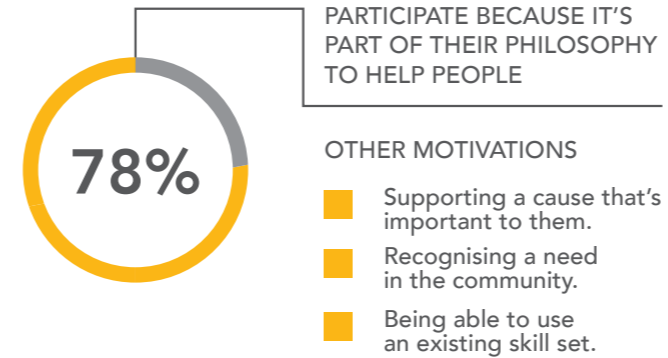 PARTICIPATE BECAUSE IT'S
PART OF THEIR PHILOSOPHY
TO HELP PEOPLE
78%
OTHER MOTIVATIONS
Supporting a cause that's
important to them.
Recognising a need
in the community.
Being able to use
an existing skill set.